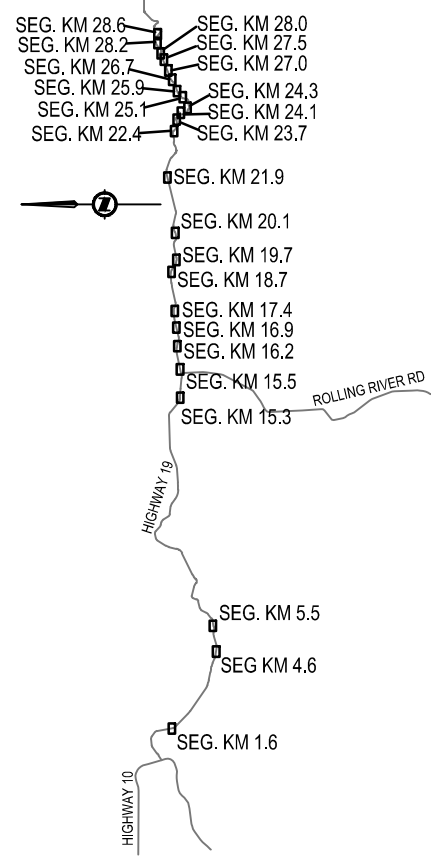 SEG. KM 28.6
SEG. KM 28.0
SEG. KM 28.2
SEG. KM 27.5
SEG. KM 26.7
SEG. KM 27.0
SEG. KM 25.9
SEG. KM 24.3
SEG. KM 25.1
SEG. KM 24.1
SEG. KM 22.4
SEG. KM 23.7
SEG. KM 21.9
Z
SEG. KM 20.1
SEG. KM 19.7
SEG. KM 18.7
SEG. KM 17.4
SEG. KM 16.9
SEG. KM 16.2
SEG. KM 15.5
ROLLING RIVER RD
SEG. KM 15.3
HIGHWAY 19
SEG. KM 5.5
SEG KM 4.6
SEG. KM 1.6
HIGHWAY 10